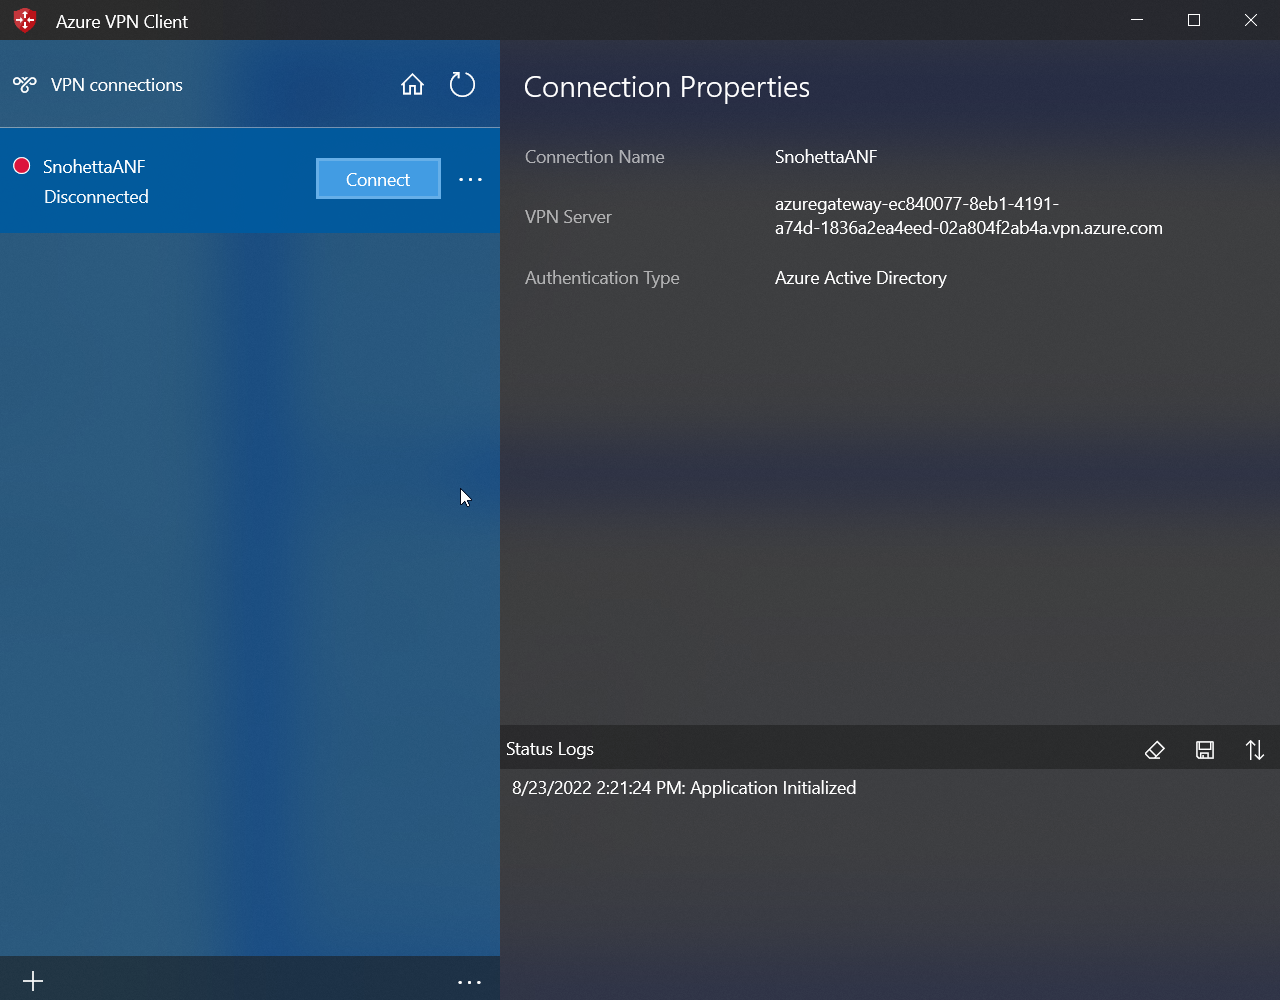 Azure VPN Client
VPN connections
SnohettaANF
Disconnected
Connect
Connection Properties
Connection Name
SnohettaANF
VPN Server
azuregateway-ec840077-8eb1-4191-
a74d-1836a2ea4eed-02a804f2ab4a.vpn.azure.com
Authentication Type
Azure Active Directory
Status Logs
8/23/2022 2:21:24 PM: Application Initialized